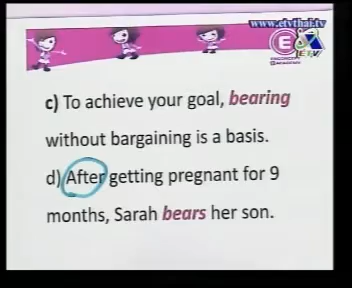 www.etvthai.tv
E
ETV
c) To achieve your goal, bearing
without bargaining is a basis.
d) After getting pregnant for 9
months, Sarah bears her son.